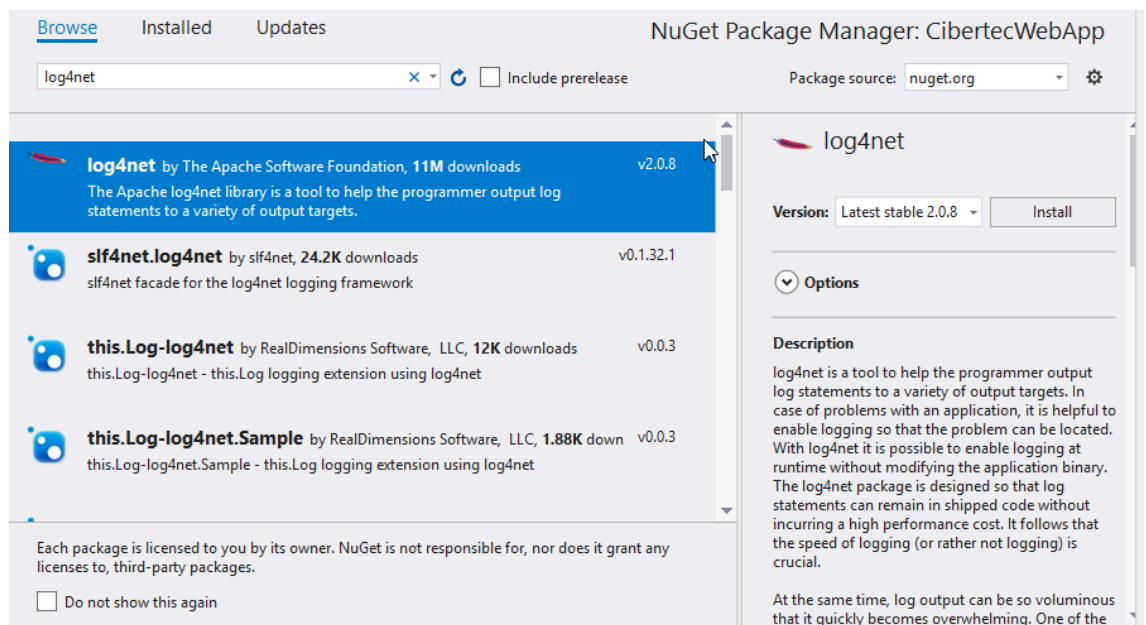 Browse Installed Updates NuGet Package Manager: CibertecWebApp
log4net Include prerelease Package source: nuget.org
log4net by The Apache Software Foundation, 11M downloads v2.0.8
The Apache log4net library is a tool to help the programmer output log
statements to a variety of output targets.
slf4net.log4net by slf4net, 24.2K downloads v0.1.32.1
slf4net facade for the log4net logging framework
this.Log-log4net by RealDimensions Software, LLC, 12K downloads v0.0.3
this.Log-log4net - this.Log logging extension using log4net
this.Log-log4net.Sample by RealDimensions Software, LLC, 1.88K down v0.0.3
this.Log-log4net.Sample - this.Log logging extension using log4net
Each package is licensed to you by its owner. NuGet is not responsible for, nor does it grant any
licenses to, third-party packages.
Do not show this again
log4net
Version: Latest stable 2.0.8 Install
Options
Description
log4net is a tool to help the programmer output
log statements to a variety of output targets. In
case of problems with an application, it is helpful to
enable logging so that the problem can be located.
With log4net it is possible to enable logging at
runtime without modifying the application binary.
The log4net package is designed so that log
statements can remain in shipped code without
incurring a high performance cost. It follows that
the speed of logging (or rather not logging) is
crucial.
At the same time, log output can be so voluminous
that it quickly becomes overwhelming. One of the